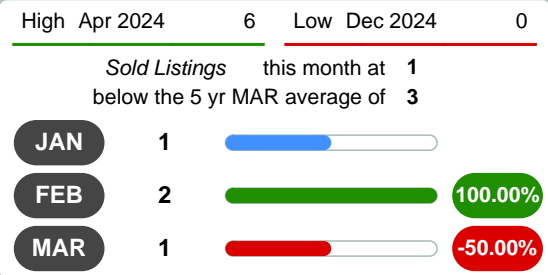 High Apr 2024 6 Low Dec 2024 0
Sold Listings this month at 1
below the 5 yr MAR average of 3
JAN 1
FEB 2 100.00%
MAR 1 -50.00%